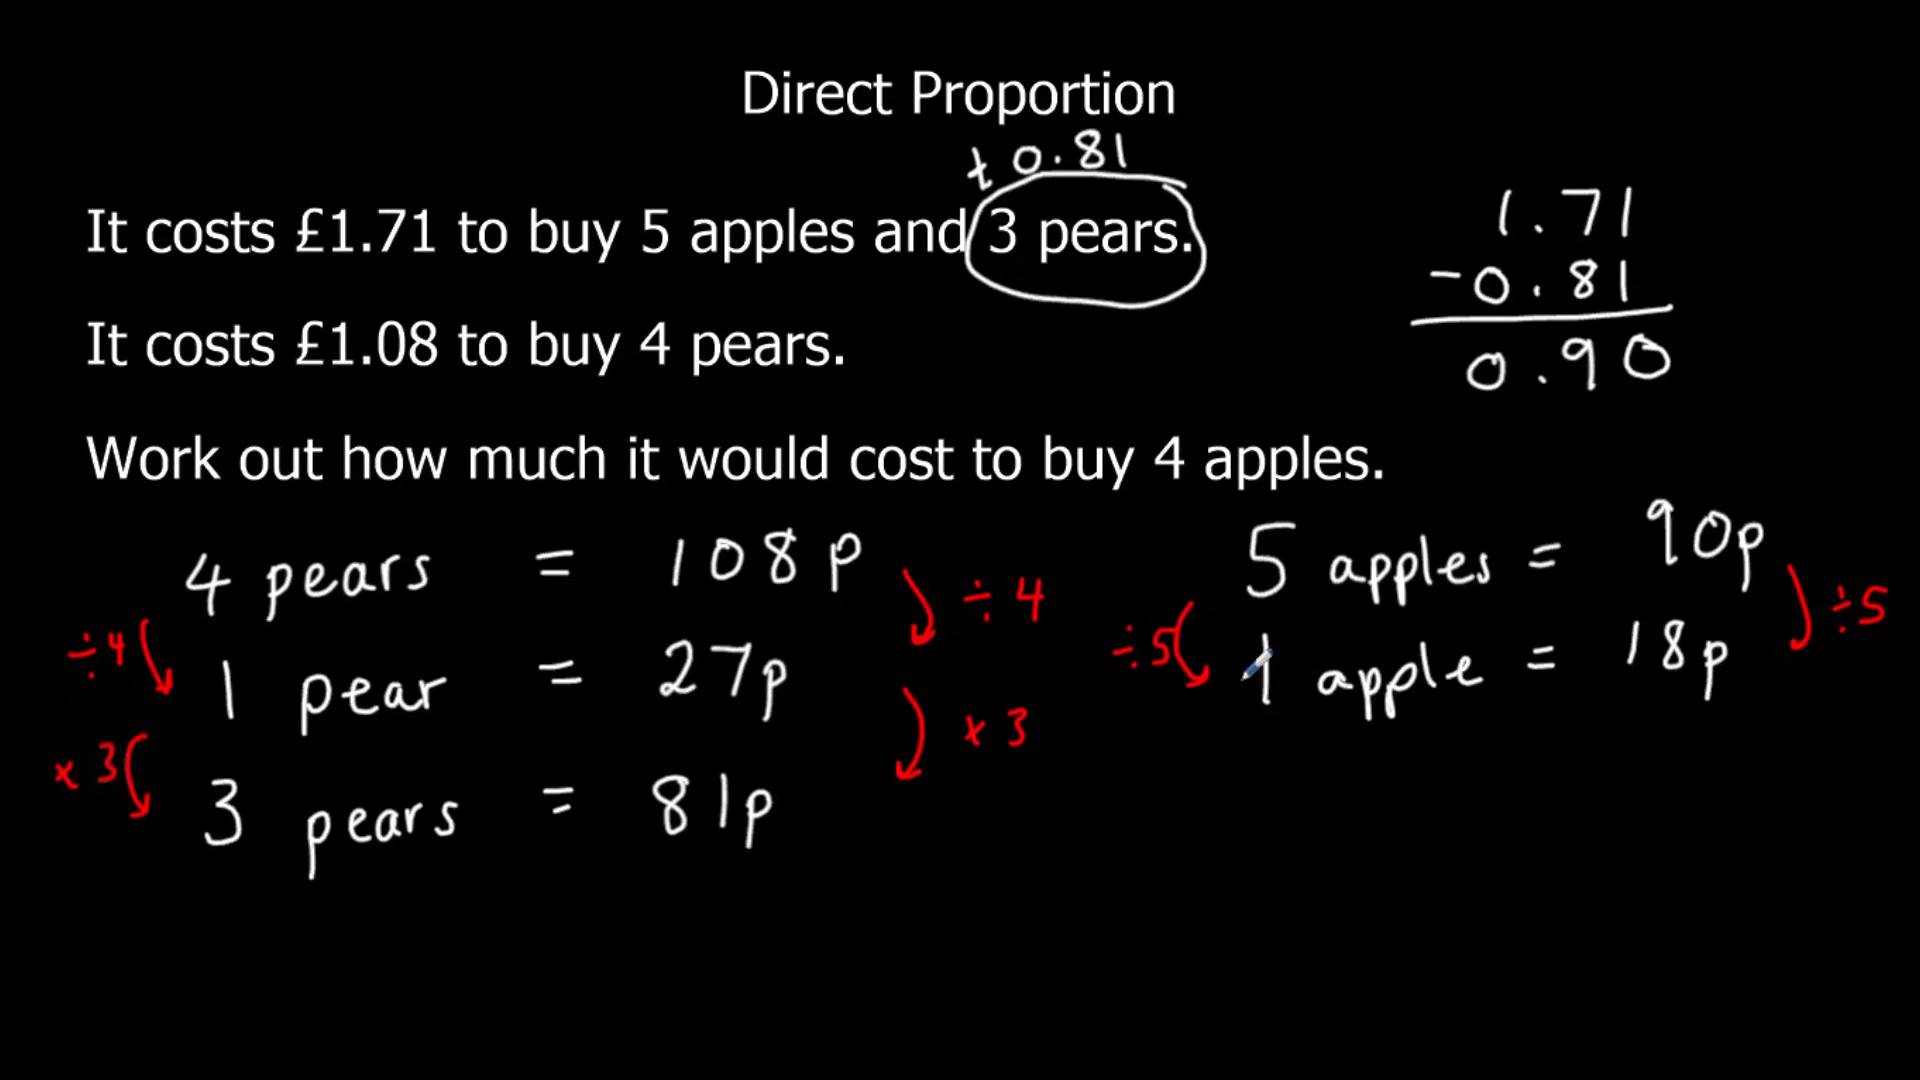 Direct Proportion
£0.81
It costs £1.71 to buy 5 apples and 3 pears.
1.71
-0.81
0.90
It costs £1.08 to buy 4 pears.
Work out how much it would cost to buy 4 apples.
4 pears = 108p
÷4
÷4
1 pear = 27p
×3
×3
3 pears = 81p
5 apples = 90p
÷5
÷5
1 apple = 18p